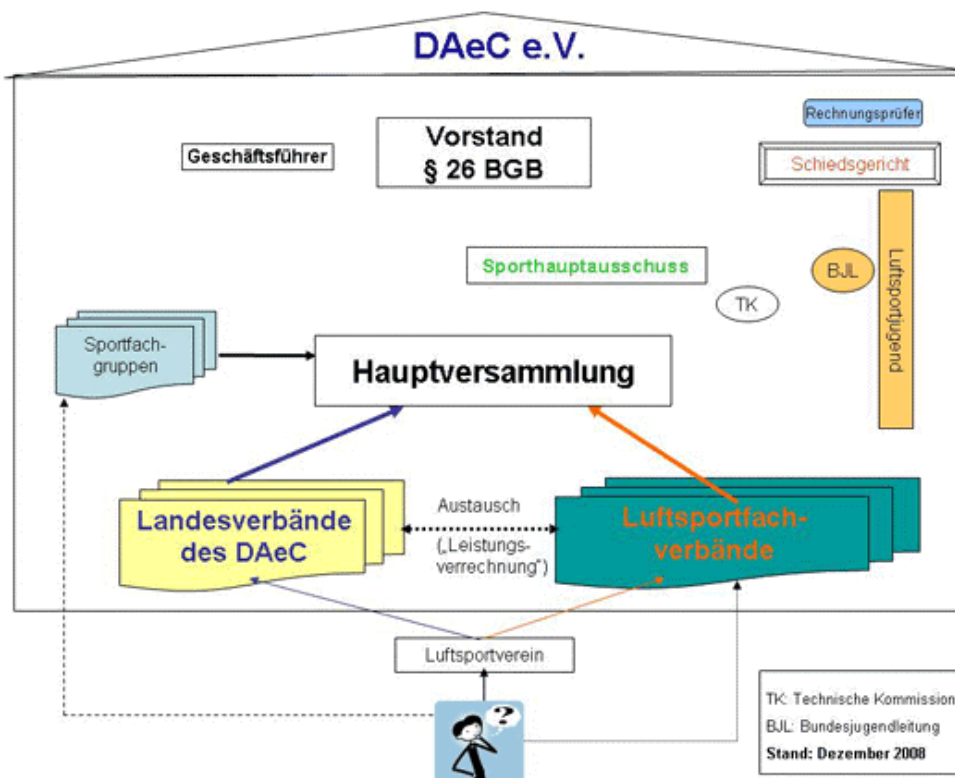 DAeC e.V.
Rechnungsprüfer
Vorstand
§ 26 BGB
Geschäftsführer
Schiedsgericht
Sporthauptausschuss
BJL
TK
Luftsportjugend
Sportfach-
gruppen
Hauptversammlung
Landesverbände
des DAeC
Austausch
(„Leistungs-
verrechnung“)
Luftsportfach-
verbände
Luftsportverein
?
TK: Technische Kommission
BJL: Bundesjugendleitung
Stand: Dezember 2008